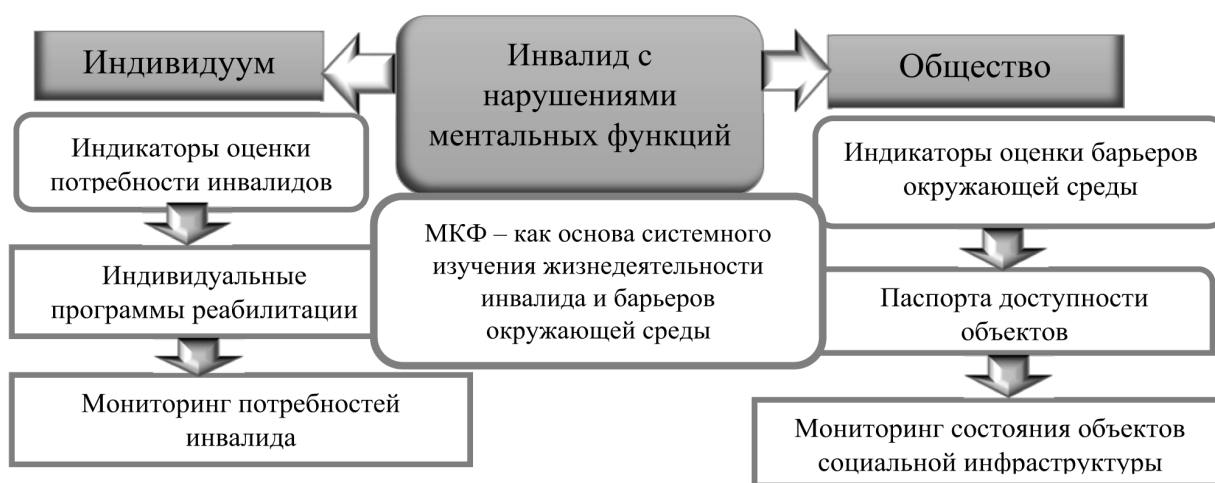 Индивидуум
Индикаторы оценки
потребности инвалидов
Индивидуальные
программы реабилитации
Мониторинг потребностей
инвалида
Инвалид с
нарушениями
ментальных функций
МКФ – как основа системного
изучения жизнедеятельности
инвалида и барьеров
окружающей среды
Общество
Индикаторы оценки барьеров
окружающей среды
Паспорта доступности
объектов
Мониторинг состояния объектов
социальной инфраструктуры